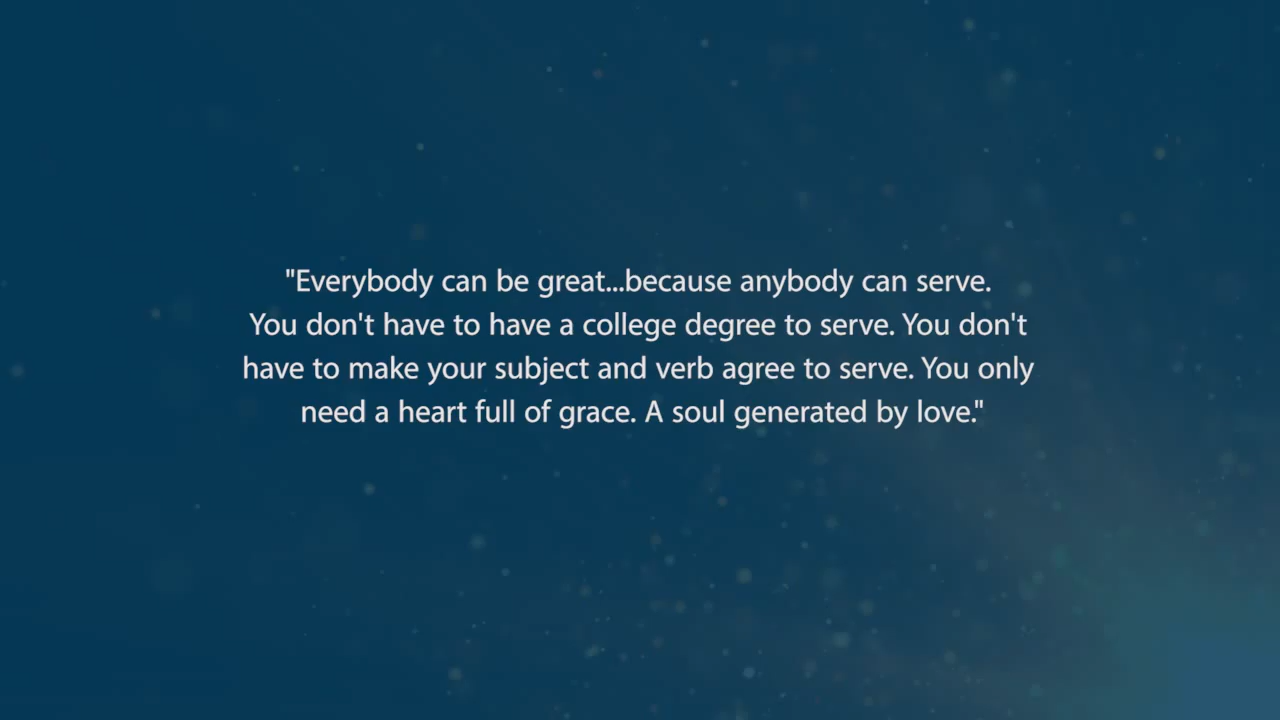 "Everybody can be great...because anybody can serve.
You don't have to have a college degree to serve. You don't
have to make your subject and verb agree to serve. You only
need a heart full of grace. A soul generated by love."